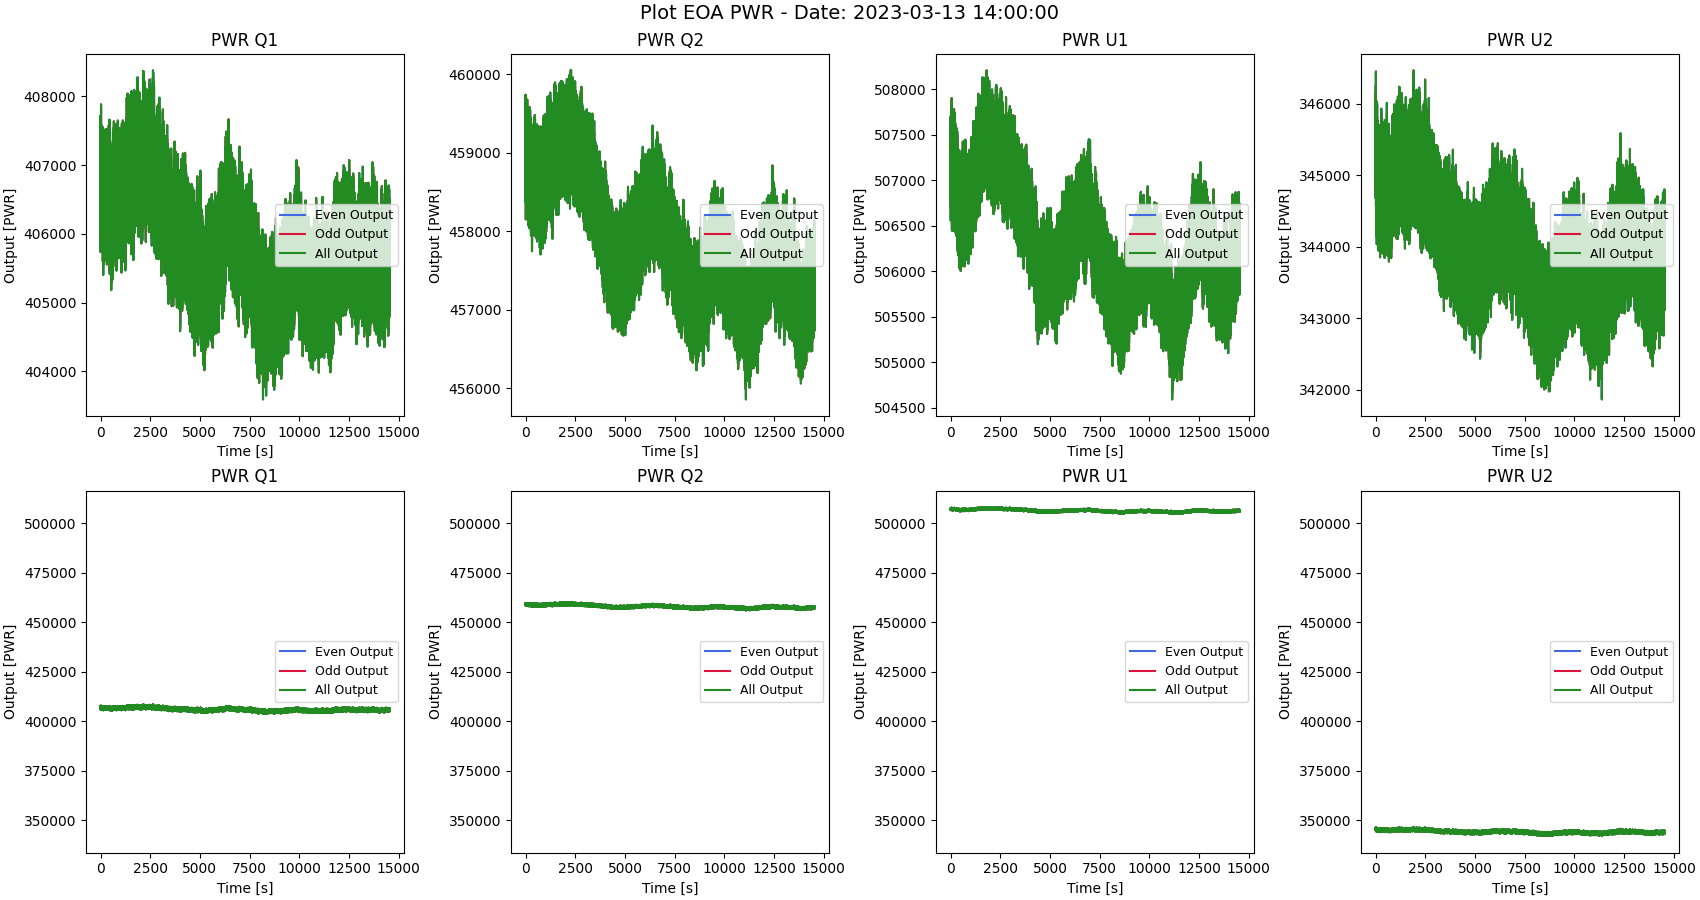 Plot EOA PWR - Date: 2023-03-13 14:00:00
PWR Q1
Output [PWR]
408000
407000
406000
405000
404000
Even Output
Odd Output
All Output
0 2500 5000 7500 10000 12500 15000
Time [s]
PWR Q2
Output [PWR]
460000
459000
458000
457000
456000
Even Output
Odd Output
All Output
0 2500 5000 7500 10000 12500 15000
Time [s]
PWR U1
Output [PWR]
508000
507500
507000
506500
506000
505500
505000
504500
Even Output
Odd Output
All Output
0 2500 5000 7500 10000 12500 15000
Time [s]
PWR U2
Output [PWR]
346000
345000
344000
343000
342000
Even Output
Odd Output
All Output
0 2500 5000 7500 10000 12500 15000
Time [s]
PWR Q1
Output [PWR]
500000
475000
450000
425000
400000
375000
350000
Even Output
Odd Output
All Output
0 2500 5000 7500 10000 12500 15000
Time [s]
PWR Q2
Output [PWR]
500000
475000
450000
425000
400000
375000
350000
Even Output
Odd Output
All Output
0 2500 5000 7500 10000 12500 15000
Time [s]
PWR U1
Output [PWR]
500000
475000
450000
425000
400000
375000
350000
Even Output
Odd Output
All Output
0 2500 5000 7500 10000 12500 15000
Time [s]
PWR U2
Output [PWR]
500000
475000
450000
425000
400000
375000
350000
Even Output
Odd Output
All Output
0 2500 5000 7500 10000 12500 15000
Time [s]